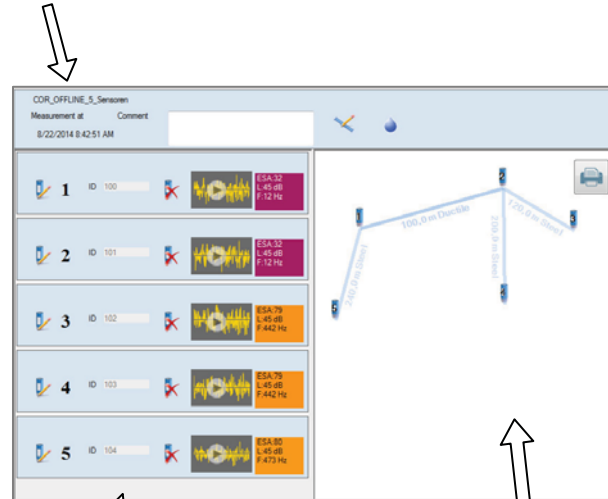 COR_OFFLINE_5_Sensoren
Measurement at Comment
8/22/2014 8:42:51 AM
1 ID 100
ESA:32
L:45 dB
F:12 Hz
2 ID 101
ESA:32
L:45 dB
F:12 Hz
3 ID 102
ESA:79
L:45 dB
F:442 Hz
4 ID 103
ESA:79
L:45 dB
F:442 Hz
5 ID 104
ESA:80
L:45 dB
F:473 Hz
2
1
100,0 m Ductile
120,0 m Steel
200,0 m Steel
240,0 m Steel